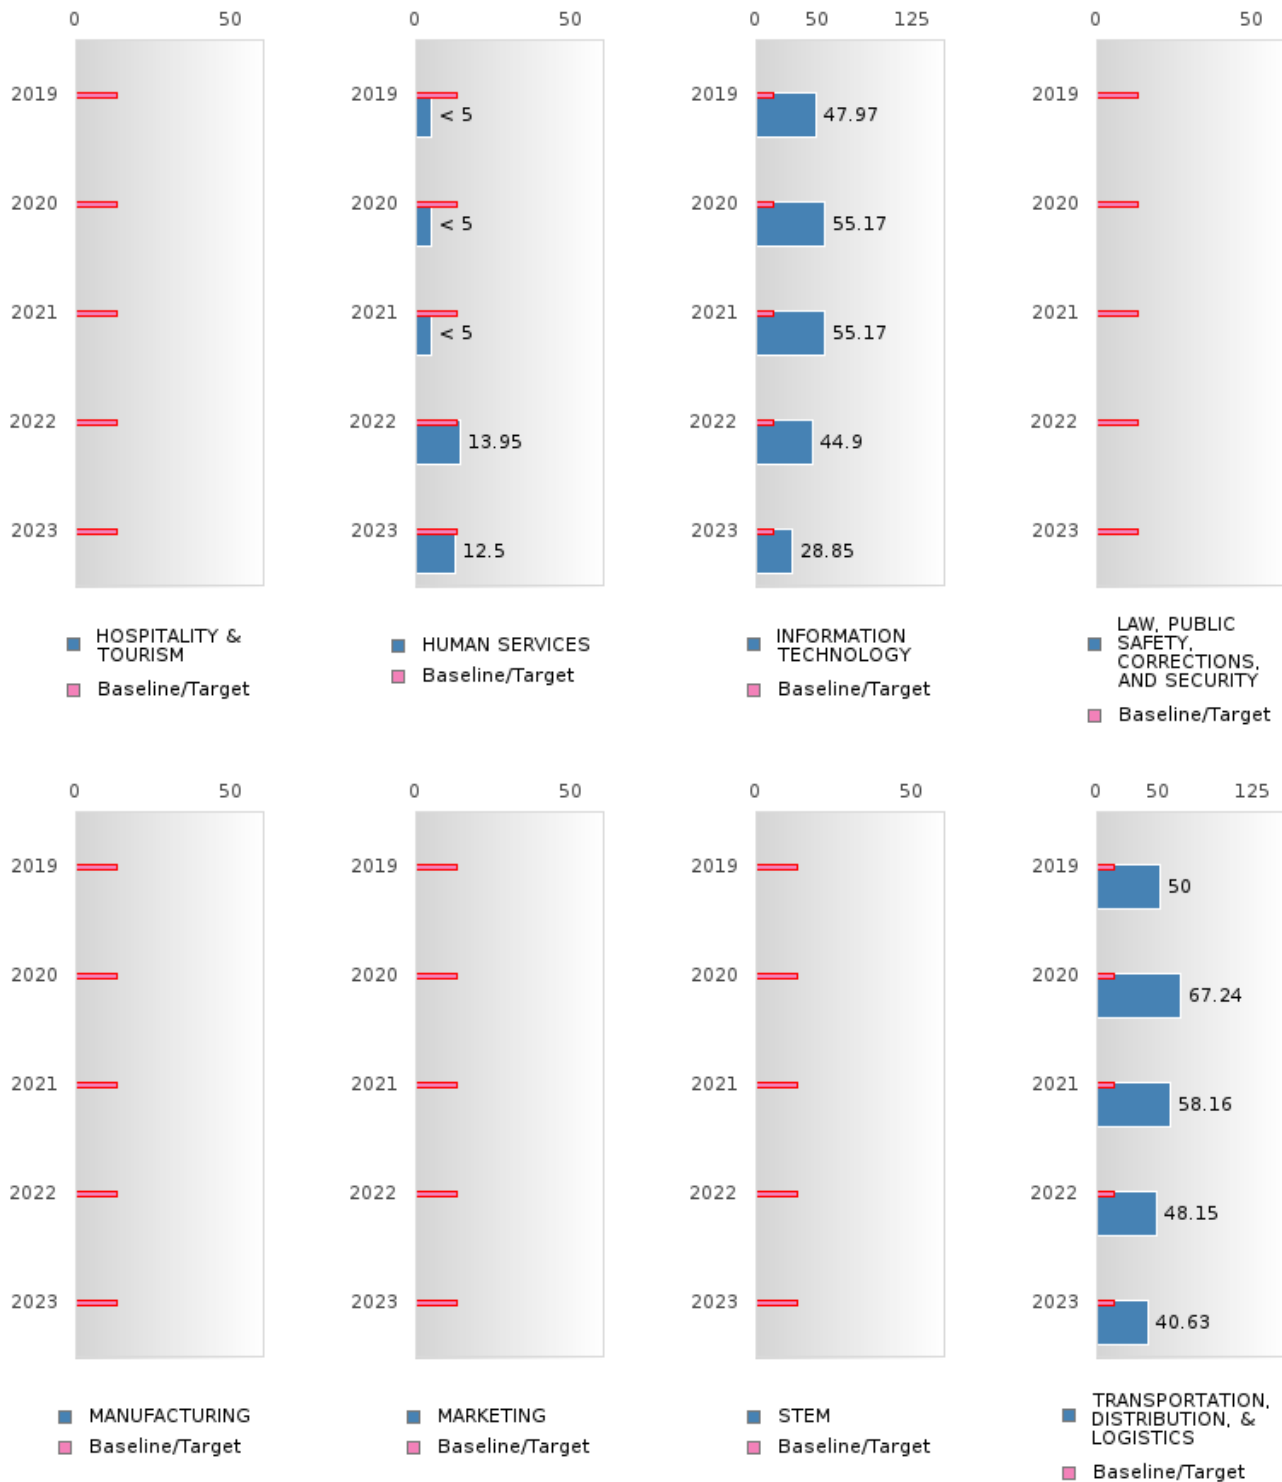 0 50
2019
2020
2021
2022
2023
HOSPITALITY &
TOURISM
Baseline/Target
0 50
2019
< 5
2020
< 5
2021
< 5
2022
13.95
2023
12.5
HUMAN SERVICES
Baseline/Target
0 50 125
2019
47.97
2020
55.17
2021
55.17
2022
44.9
2023
28.85
INFORMATION
TECHNOLOGY
Baseline/Target
0 50
2019
2020
2021
2022
2023
LAW, PUBLIC
SAFETY,
CORRECTIONS,
AND SECURITY
Baseline/Target
0 50
2019
2020
2021
2022
2023
MANUFACTURING
Baseline/Target
0 50
2019
2020
2021
2022
2023
MARKETING
Baseline/Target
0 50
2019
2020
2021
2022
2023
STEM
Baseline/Target
0 50 125
2019
50
2020
67.24
2021
58.16
2022
48.15
2023
40.63
TRANSPORTATION,
DISTRIBUTION, &
LOGISTICS
Baseline/Target